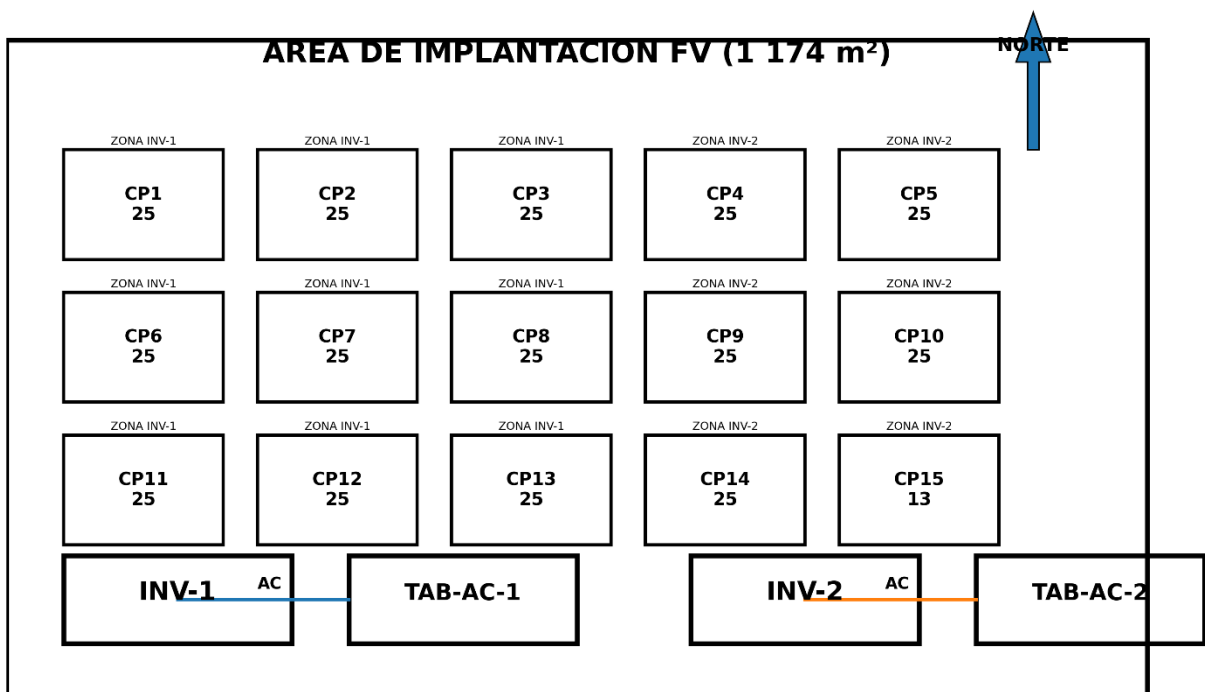 AREA DE IMPLANTACION FV (1 174 m²)
NORTE
ZONA INV-1
ZONA INV-1
ZONA INV-1
ZONA INV-2
ZONA INV-2
CP1
25
CP2
25
CP3
25
CP4
25
CP5
25
ZONA INV-1
ZONA INV-1
ZONA INV-1
ZONA INV-2
ZONA INV-2
CP6
25
CP7
25
CP8
25
CP9
25
CP10
25
ZONA INV-1
ZONA INV-1
ZONA INV-1
ZONA INV-2
ZONA INV-2
CP11
25
CP12
25
CP13
25
CP14
25
CP15
13
INV-1
AC
TAB-AC-1
INV-2
AC
TAB-AC-2